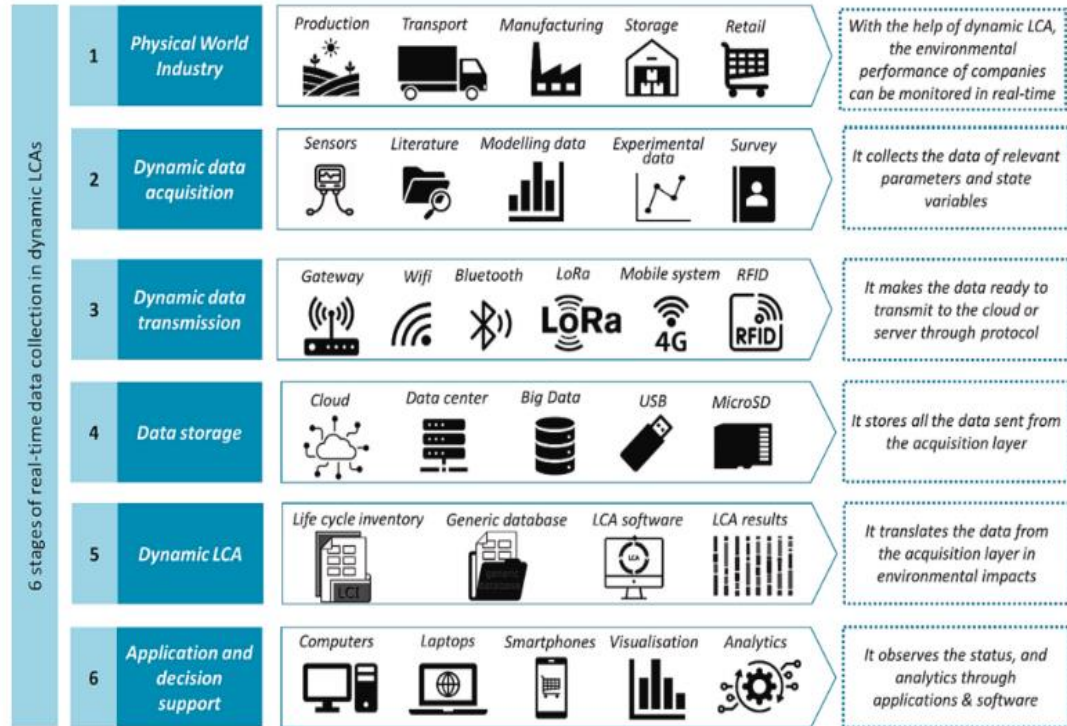 6 stages of real-time data collection in dynamic LCAs
1
Physical World
Industry
Production
Transport
Manufacturing
Storage
Retail
With the help of dynamic LCA,
the environmental
performance of companies
can be monitored in real-time
2
Dynamic data
acquisition
Sensors
Literature
Modelling data
Experimental
data
Survey
It collects the data of relevant
parameters and state
variables
3
Dynamic data
transmission
Gateway
Wifi
Bluetooth
LoRa
LoRa
Mobile system
4G
RFID
RFID
It makes the data ready to
transmit to the cloud or
server through protocol
4
Data storage
Cloud
Data center
Big Data
USB
MicroSD
It stores all the data sent from
the acquisition layer
5
Dynamic LCA
Life cycle inventory
LCI
Generic database
generic
database
LCA software
LCA
LCA results
It translates the data from
the acquisition layer in
environmental impacts
6
Application and
decision
support
Computers
Laptops
Smartphones
Visualisation
Analytics
It observes the status, and
analytics through
applications & software